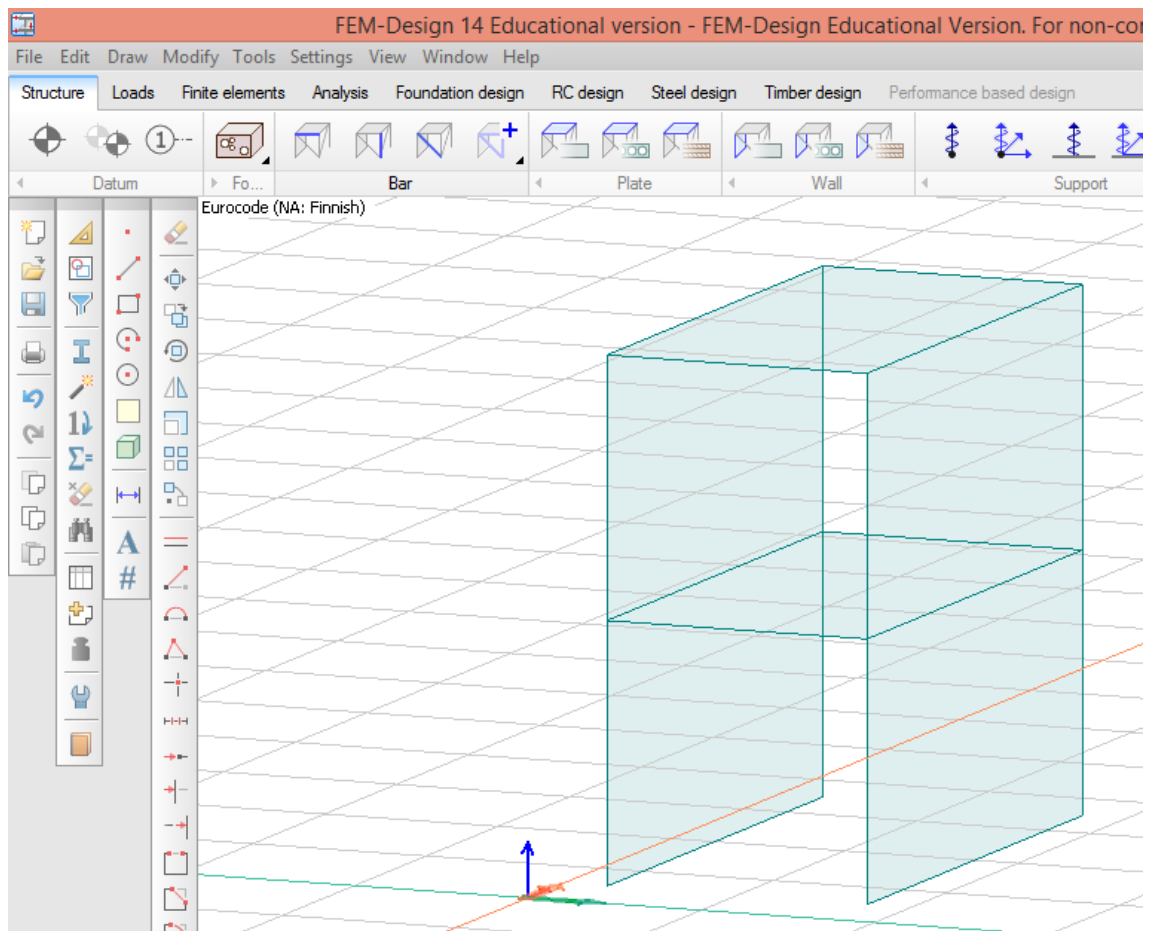 FEM-Design 14 Educational version - FEM-Design Educational Version. For non-co
File Edit Draw Modify Tools Settings View Window Help
Structure Loads Finite elements Analysis Foundation design RC design Steel design Timber design Performance based design
1
Datum Fo... Bar Plate Wall Support
Eurocode (NA: Finnish)
1
Σ=
A
#